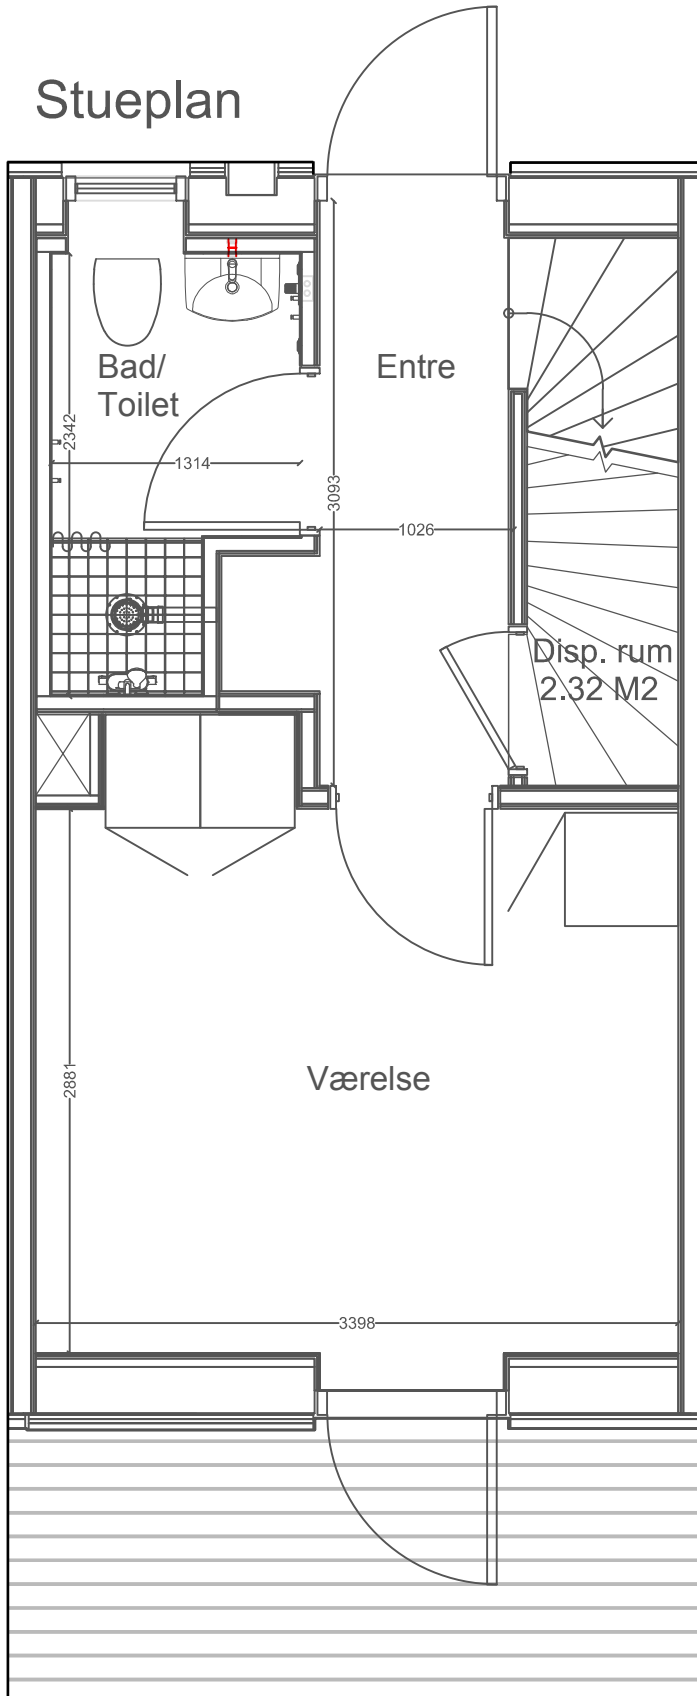 Stueplan
Bad/
Toilet
Entre
2342
1314
3093
1026
Disp. rum
2.32 M2
2881
Værelse
3398